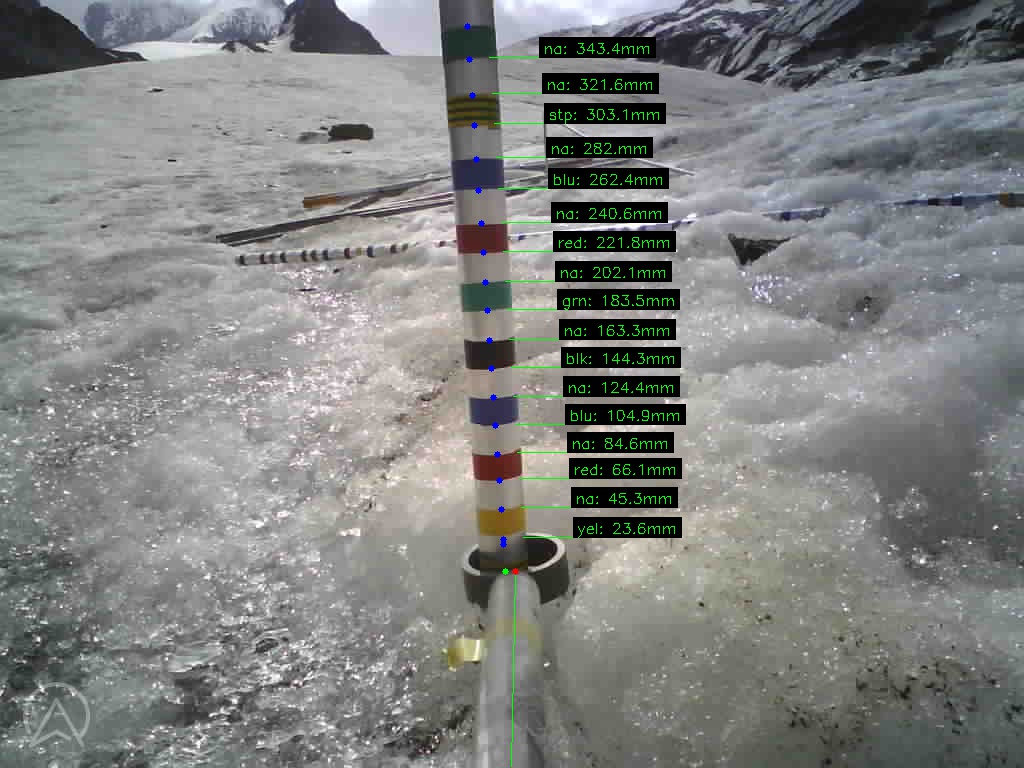 na: 343.4mm
na: 321.6mm
stp: 303.1mm
na: 282.mm
blu: 262.4mm
na: 240.6mm
red: 221.8mm
na: 202.1mm
grn: 183.5mm
na: 163.3mm
blk: 144.3mm
na: 124.4mm
blu: 104.9mm
na: 84.6mm
red: 66.1mm
na: 45.3mm
yel: 23.6mm